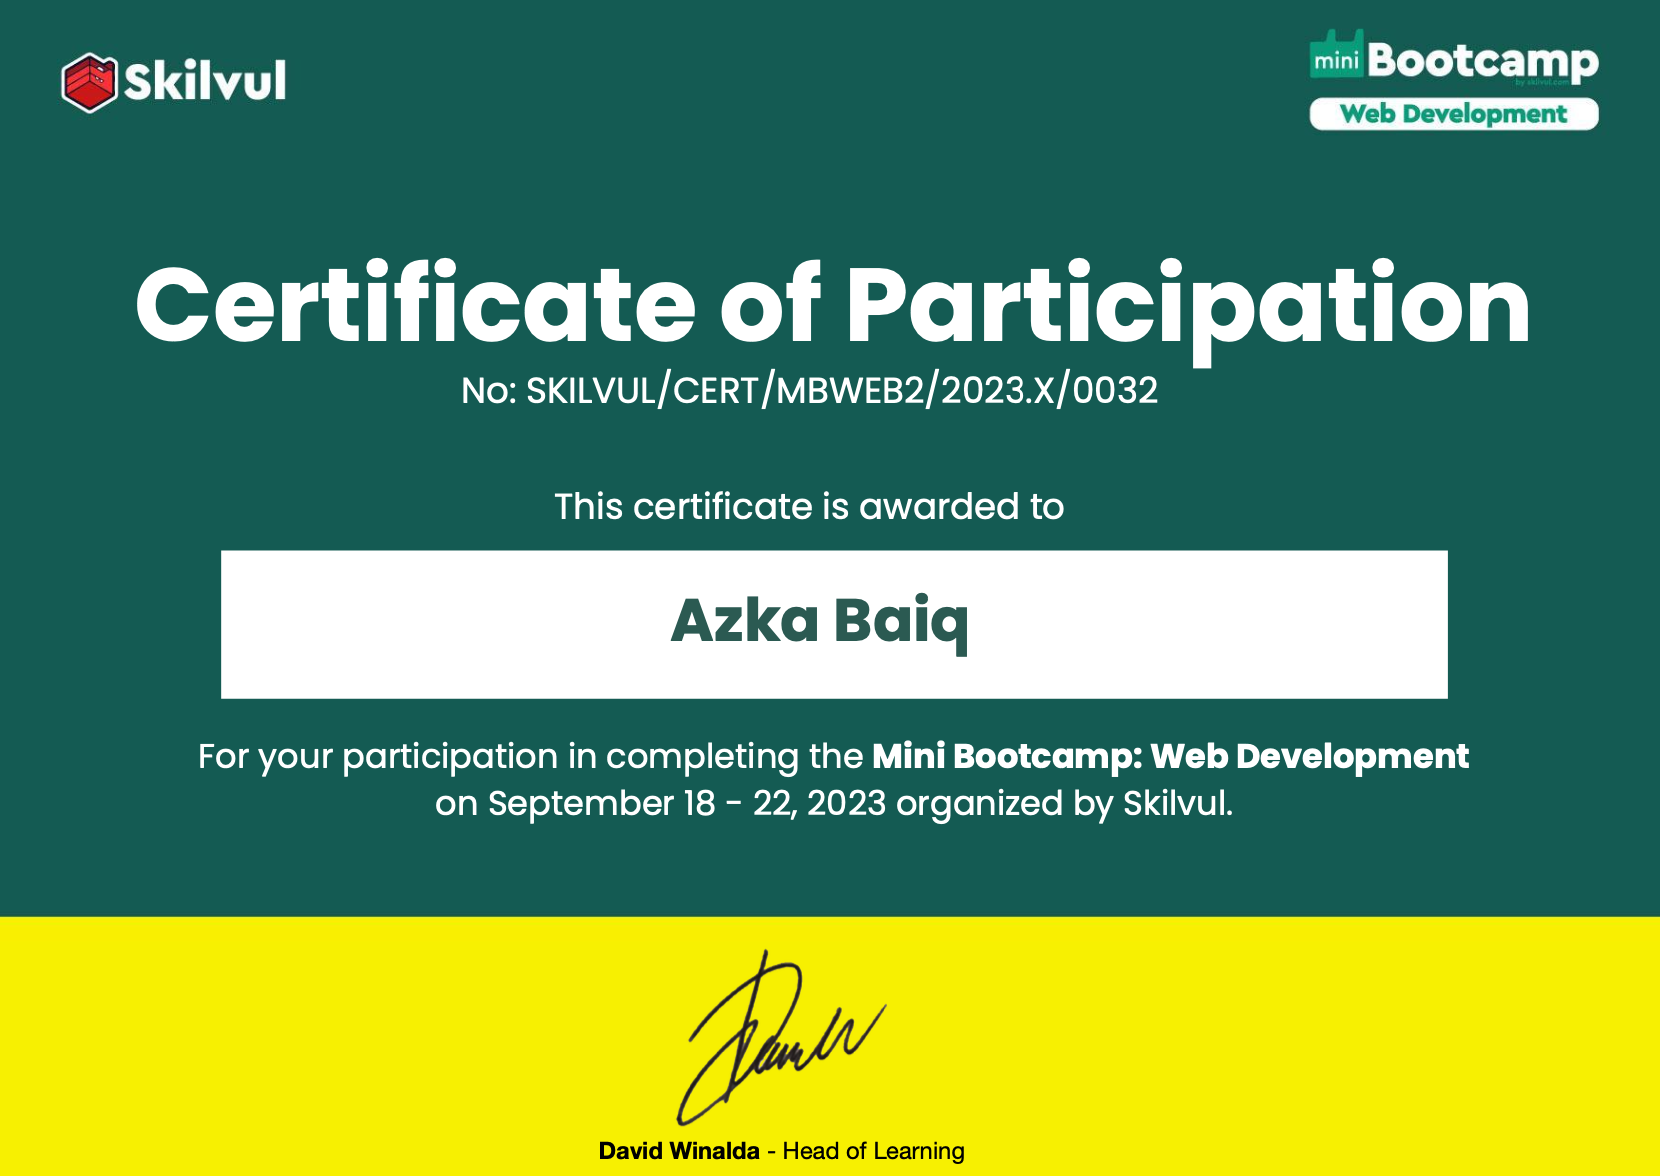 Skilvul
mini Bootcamp
by skilvul.com
Web Development
Certificate of Participation
No: SKILVUL/CERT/MBWEB2/2023.X/0032
This certificate is awarded to
Azka Baiq
For your participation in completing the Mini Bootcamp: Web Development
on September 18 - 22, 2023 organized by Skilvul.
David Winalda - Head of Learning